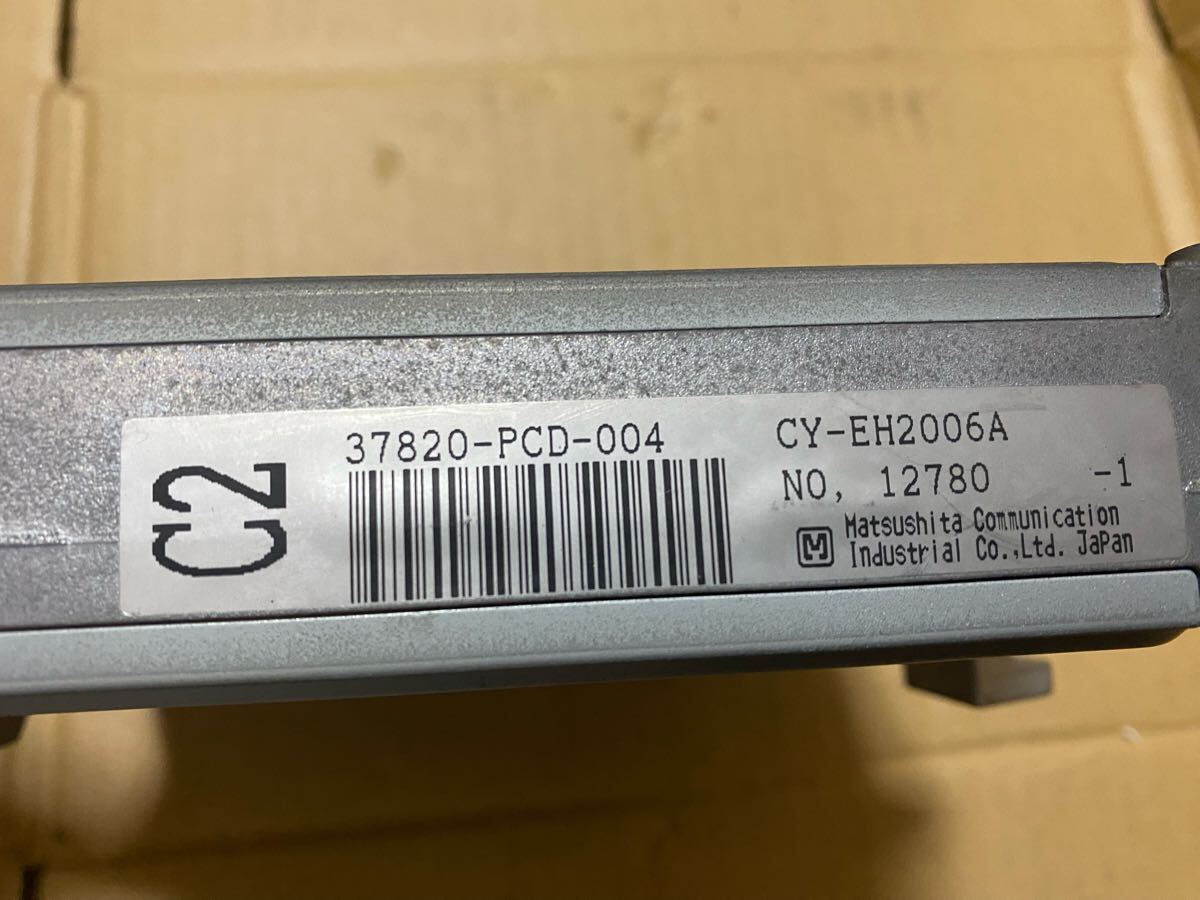 C2
37820-PCD-004
CY-EH2006A
NO, 12780 -1
M Matsushita Communication
Industrial Co.,Ltd. JaPan